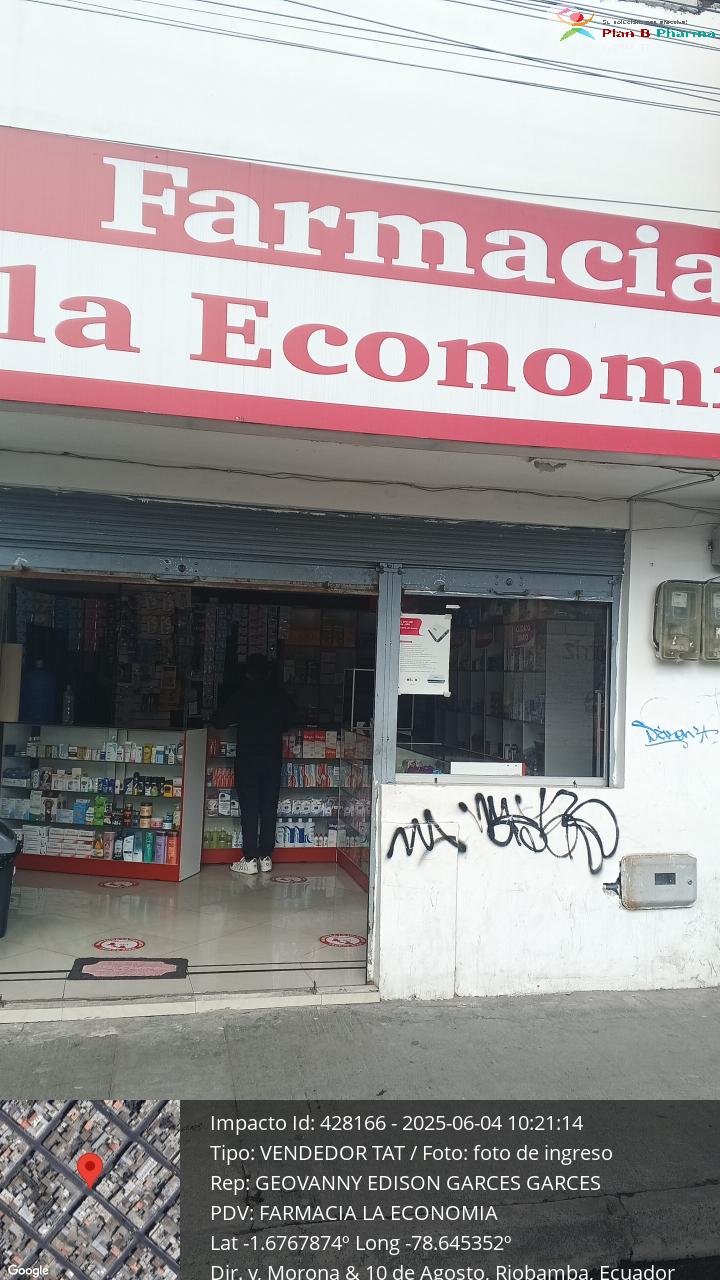 Plan B Pharma
Farmacia
la Econom
Impacto Id: 428166 - 2025-06-04 10:21:14
Tipo: VENDEDOR TAT / Foto: foto de ingreso
Rep: GEOVANNY EDISON GARCES GARCES
PDV: FARMACIA LA ECONOMIA
Lat -1.6767874º Long -78.645352º
Dir. v. Morona & 10 de Agosto, Riobamba, Ecuador
Google